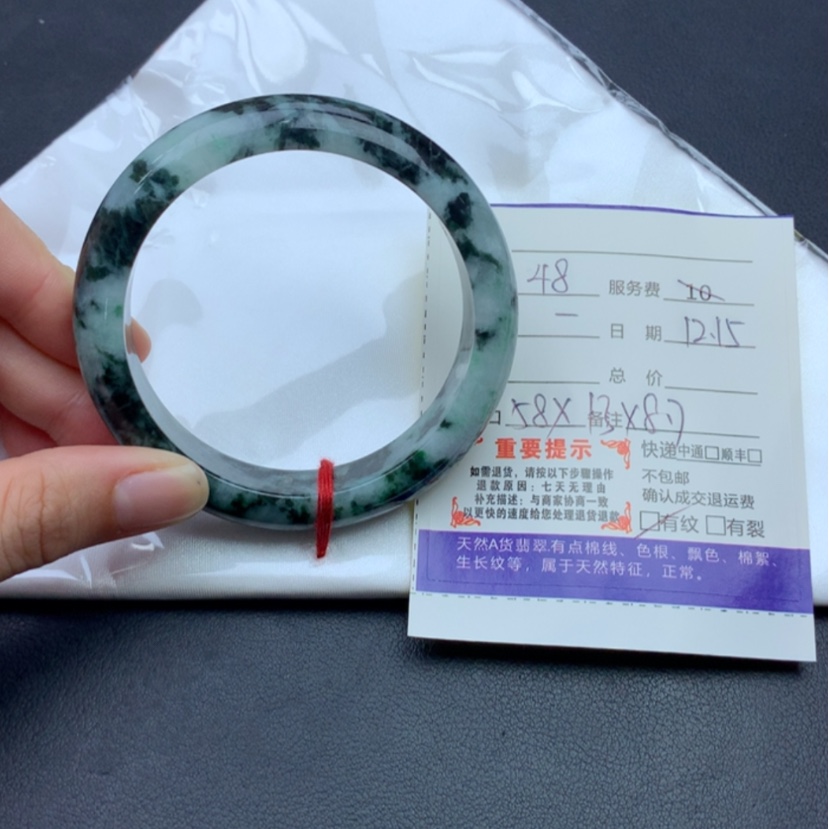 48 服务费 10
一 日期 12.15
总价
口 58X 备注 13X8.7
重要提示
快递中通□顺丰□
如需退货，请按以下步骤操作
退款原因：七天无理由
补充描述：与商家协商一致
以更快的速度给您处理退货退款
不包邮
确认成交退运费
□有纹 □有裂
天然A货翡翠.有点棉线、色根、飘色、棉絮、
生长纹等，属于天然特征，正常。